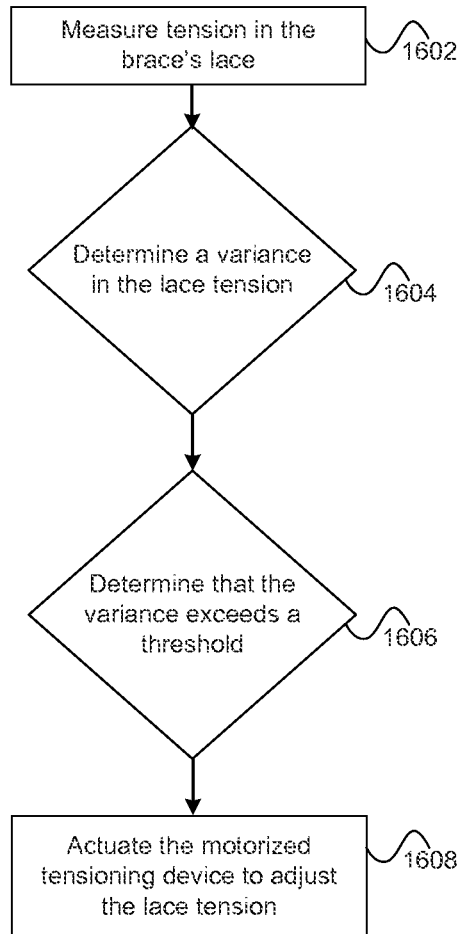 Measure tension in the
brace's lace
1602
Determine a variance
in the lace tension
1604
Determine that the
variance exceeds a
threshold
1606
Actuate the motorized
tensioning device to adjust
the lace tension
1608